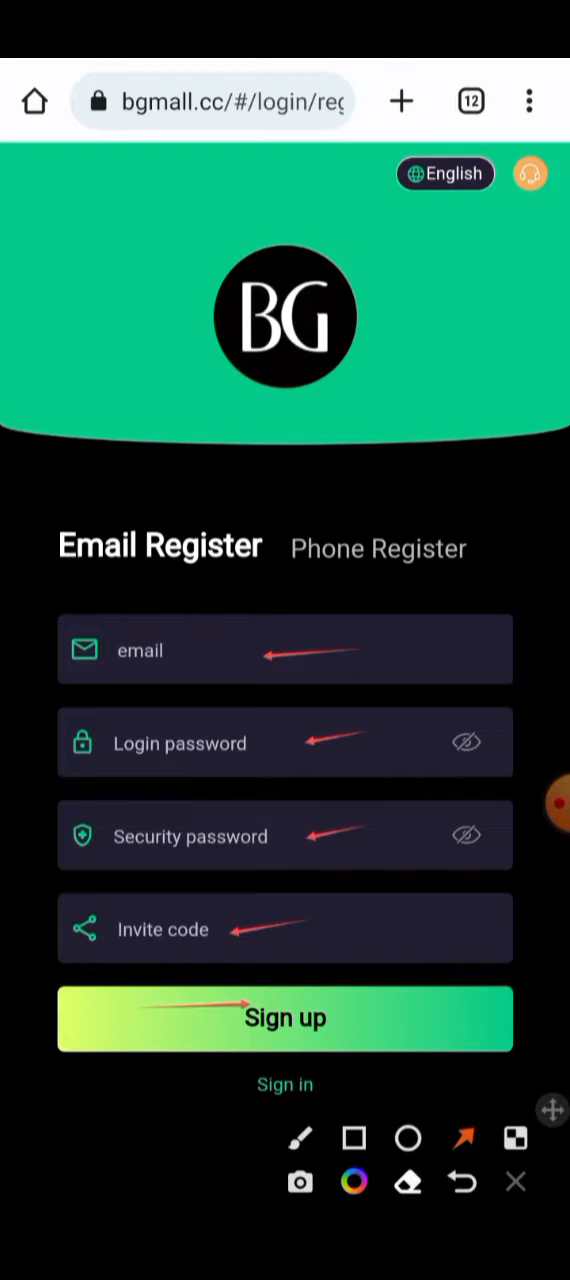 bgmall.cc/#/login/reg
12
English
BG
Email Register Phone Register
email
Login password
Security password
Invite code
Sign up
Sign in